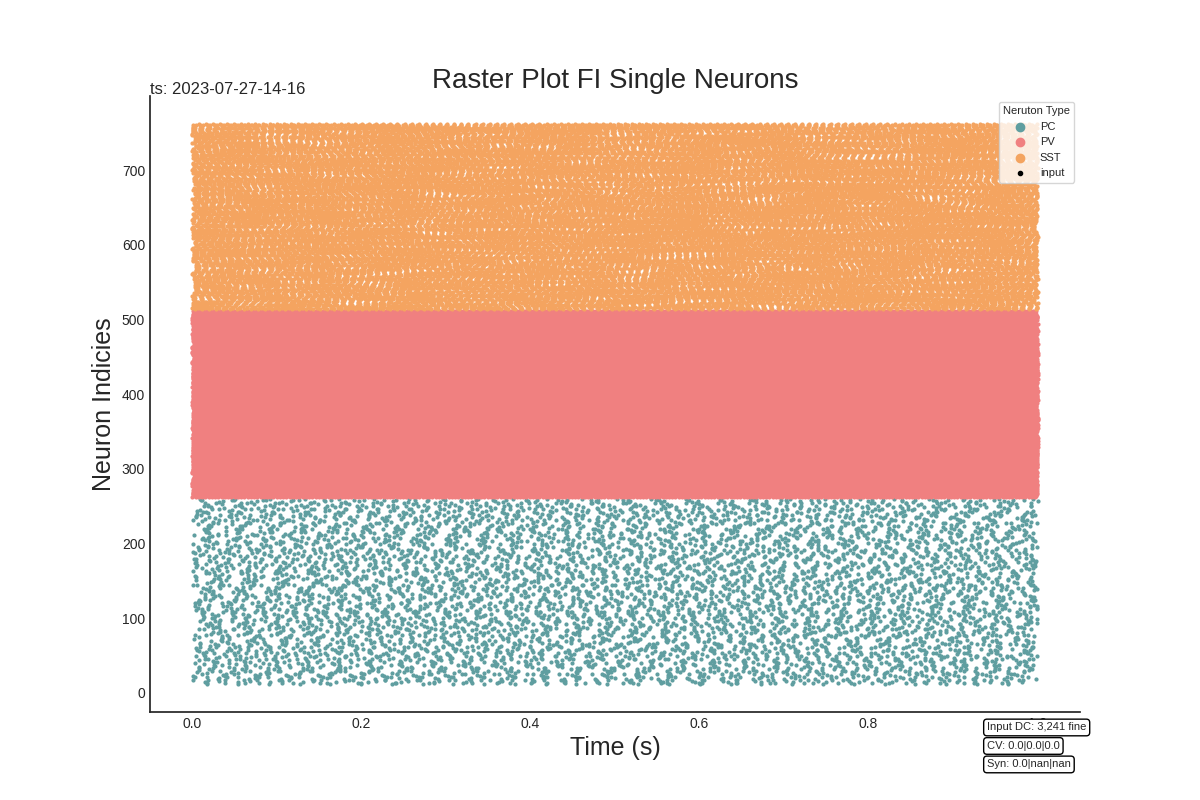 Raster Plot FI Single Neurons
ts: 2023-07-27-14-16
Neruton Type
PC
PV
SST
input
Neuron Indicies
700
600
500
400
300
200
100
0
0.0 0.2 0.4 0.6 0.8
Time (s)
Input DC: 3,241 fine
CV: 0.0|0.0|0.0
Syn: 0.0|nan|nan